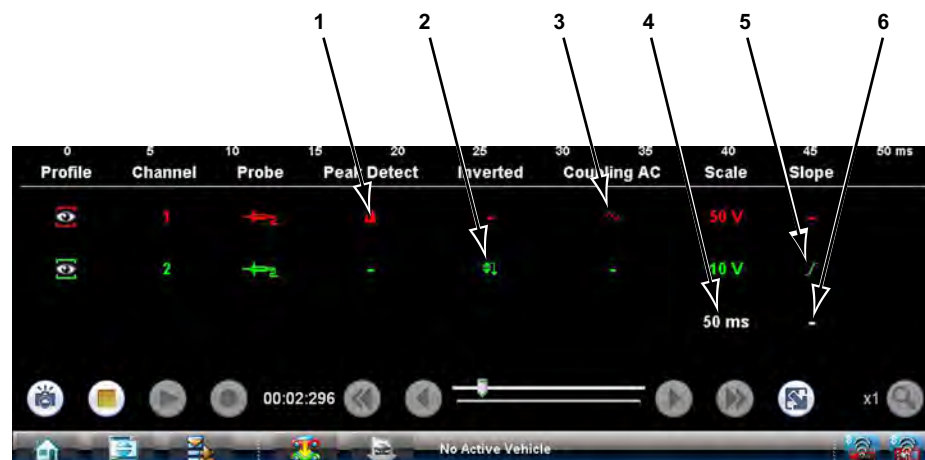 1 2 3 4 5 6
0 5 10 15 20 25 30 35 40 45 50 ms
Profile Channel Probe Peak Detect Inverted Coupling AC Scale Slope
1 - 50 V -
2 - - 10 V
50 ms -
00:02:296 x1
No Active Vehicle